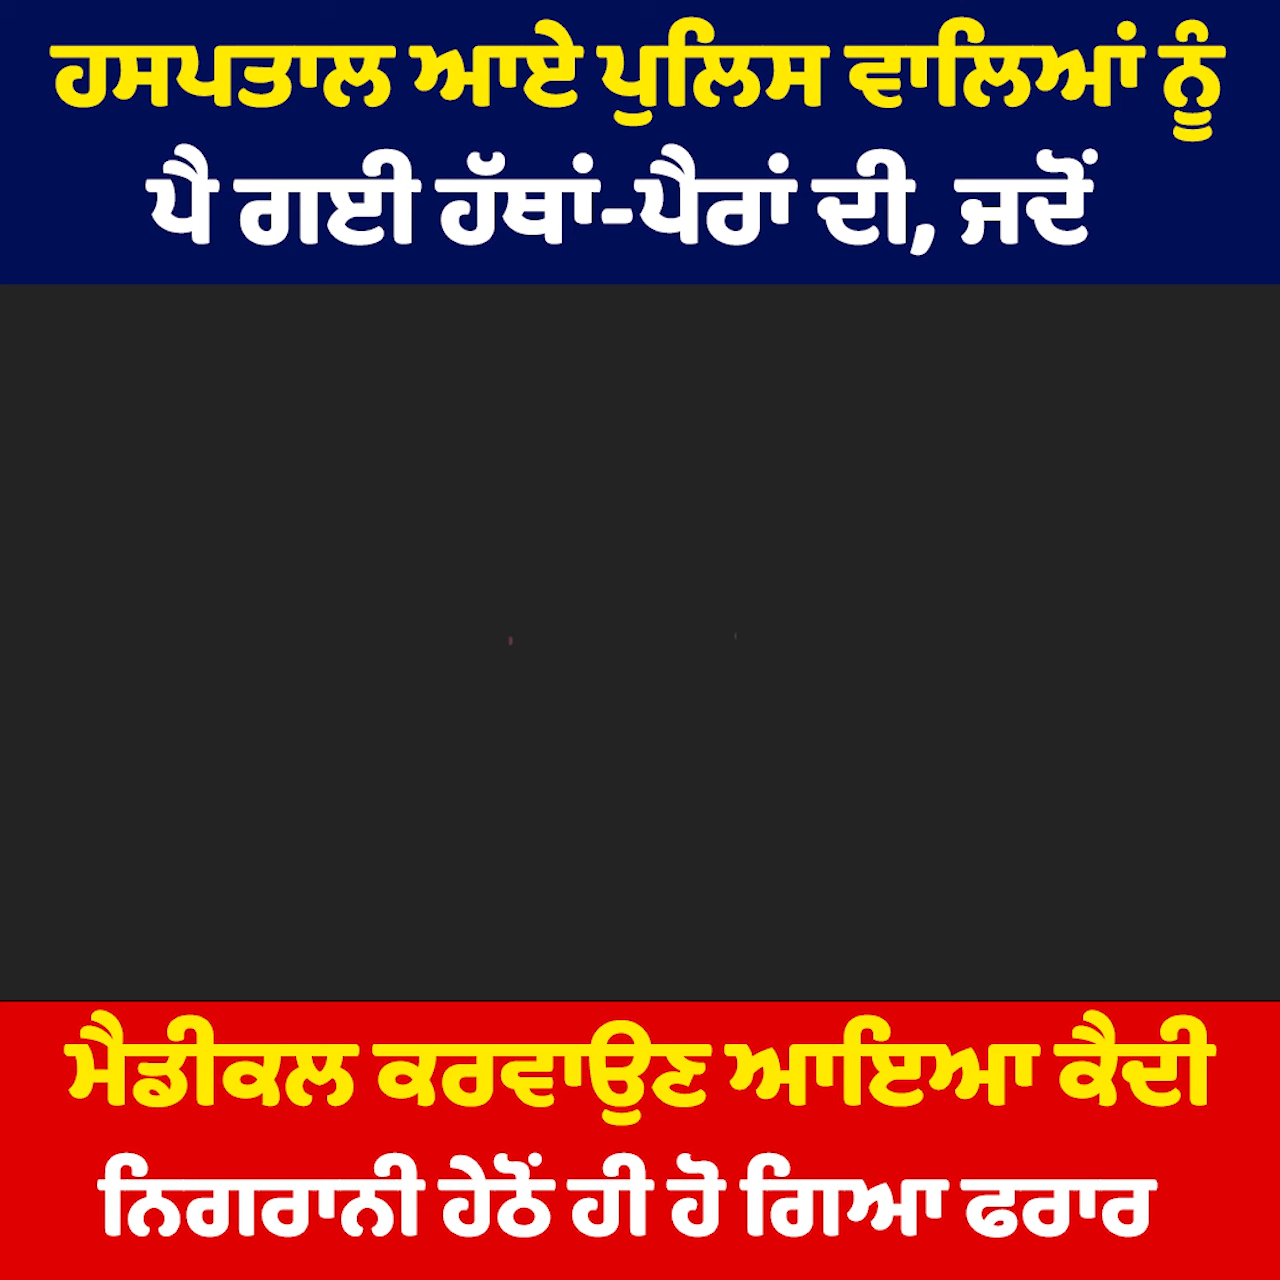 ਹਸਪਤਾਲ ਆਏ ਪੁਲਿਸ ਵਾਲਿਆਂ ਨੂੰ
ਪੈ ਗਈ ਹੱਥਾਂ-ਪੈਰਾਂ ਦੀ, ਜਦੋਂ
ਮੈਡੀਕਲ ਕਰਵਾਉਣ ਆਇਆ ਕੈਦੀ
ਨਿਗਰਾਨੀ ਹੇਠੋਂ ਹੀ ਹੋ ਗਿਆ ਫਰਾਰ